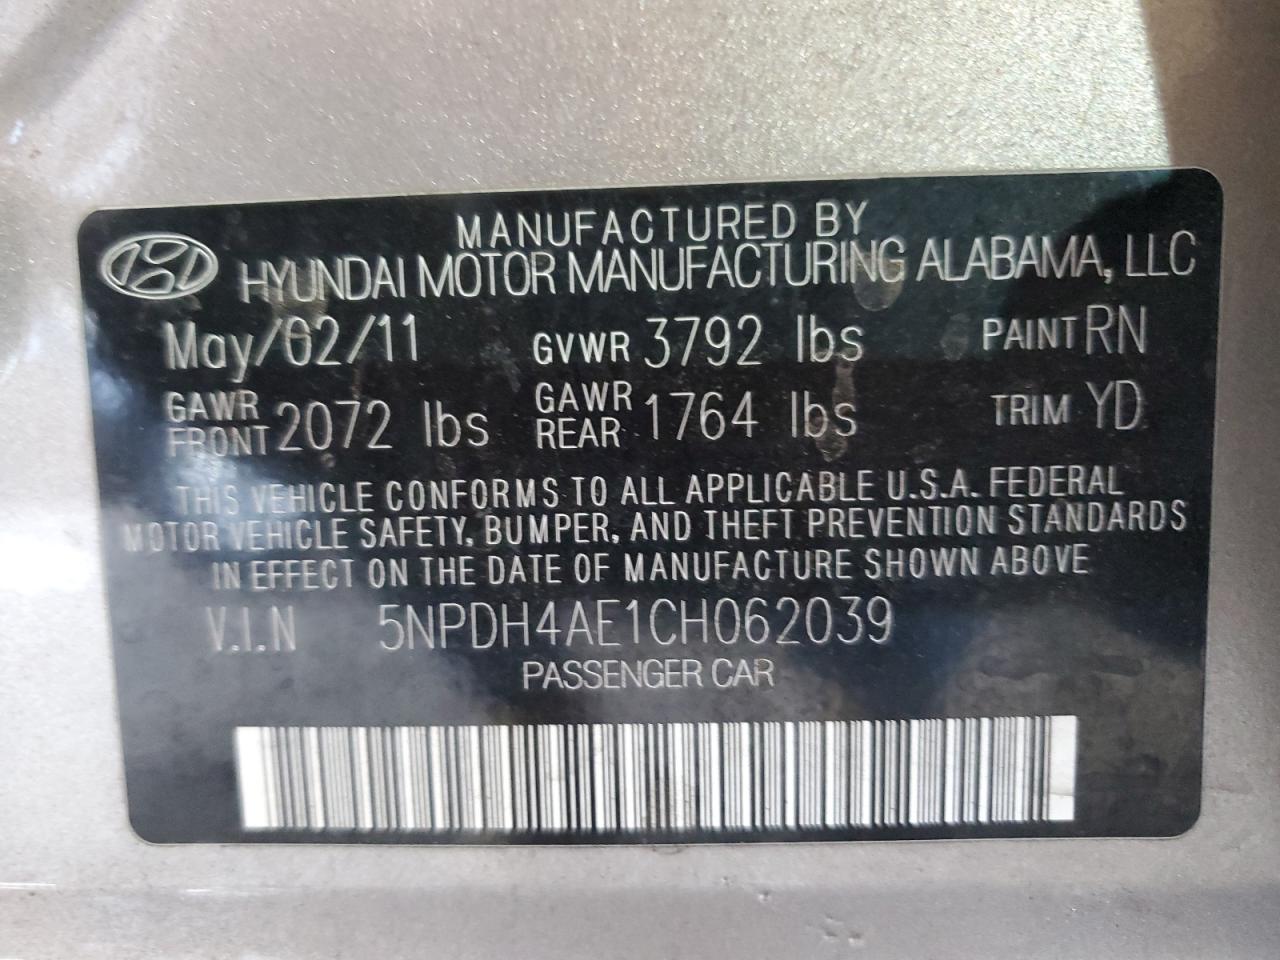 MANUFACTURED BY
HYUNDAI MOTOR MANUFACTURING ALABAMA, LLC
May/02/11 GVWR 3792 lbs PAINT RN
GAWR FRONT 2072 lbs GAWR REAR 1764 lbs TRIM YD
THIS VEHICLE CONFORMS TO ALL APPLICABLE U.S.A. FEDERAL
MOTOR VEHICLE SAFETY, BUMPER, AND THEFT PREVENTION STANDARDS
IN EFFECT ON THE DATE OF MANUFACTURE SHOWN ABOVE
V.I.N 5NPDH4AE1CH062039
PASSENGER CAR